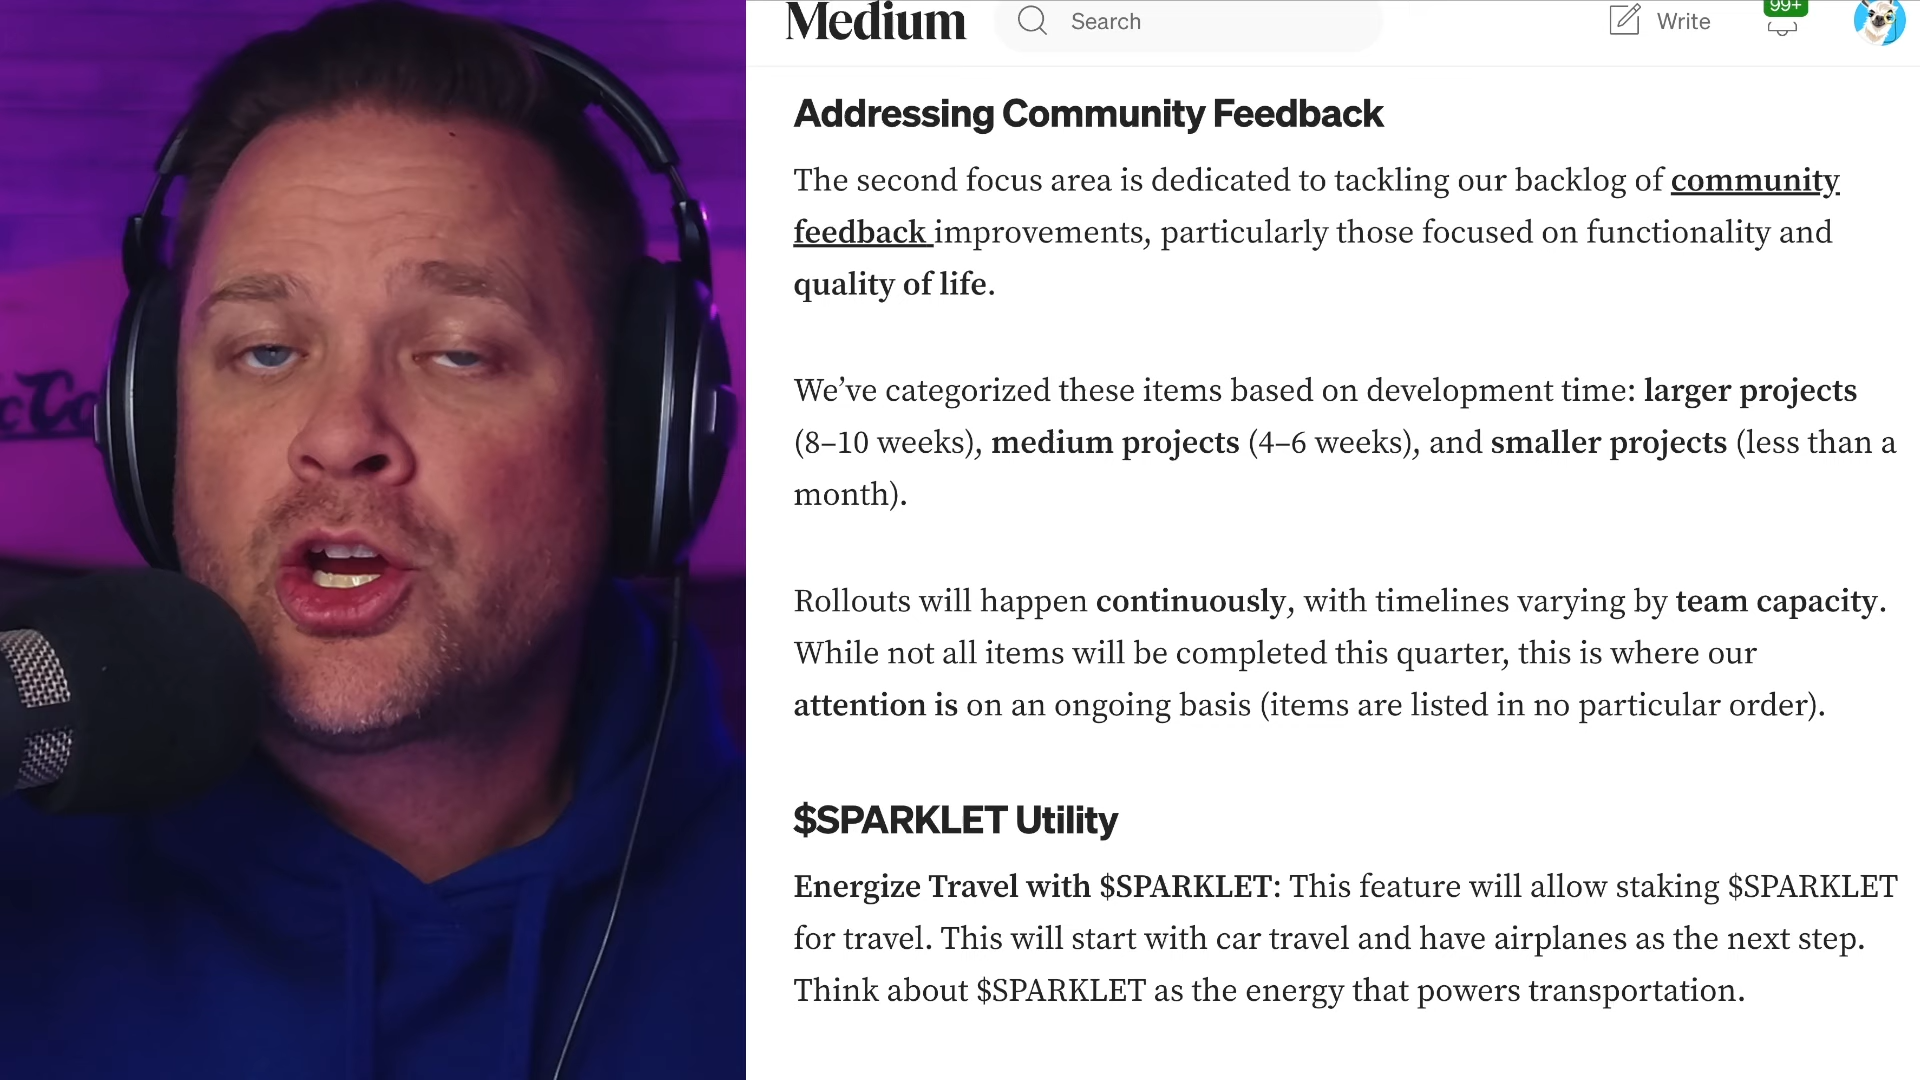 Medium
Search
Write
99+
Addressing Community Feedback
The second focus area is dedicated to tackling our backlog of community
feedback improvements, particularly those focused on functionality and
quality of life.
We’ve categorized these items based on development time: larger projects
(8–10 weeks), medium projects (4–6 weeks), and smaller projects (less than a
month).
Rollouts will happen continuously, with timelines varying by team capacity.
While not all items will be completed this quarter, this is where our
attention is on an ongoing basis (items are listed in no particular order).
$SPARKLET Utility
Energize Travel with $SPARKLET: This feature will allow staking $SPARKLET
for travel. This will start with car travel and have airplanes as the next step.
Think about $SPARKLET as the energy that powers transportation.